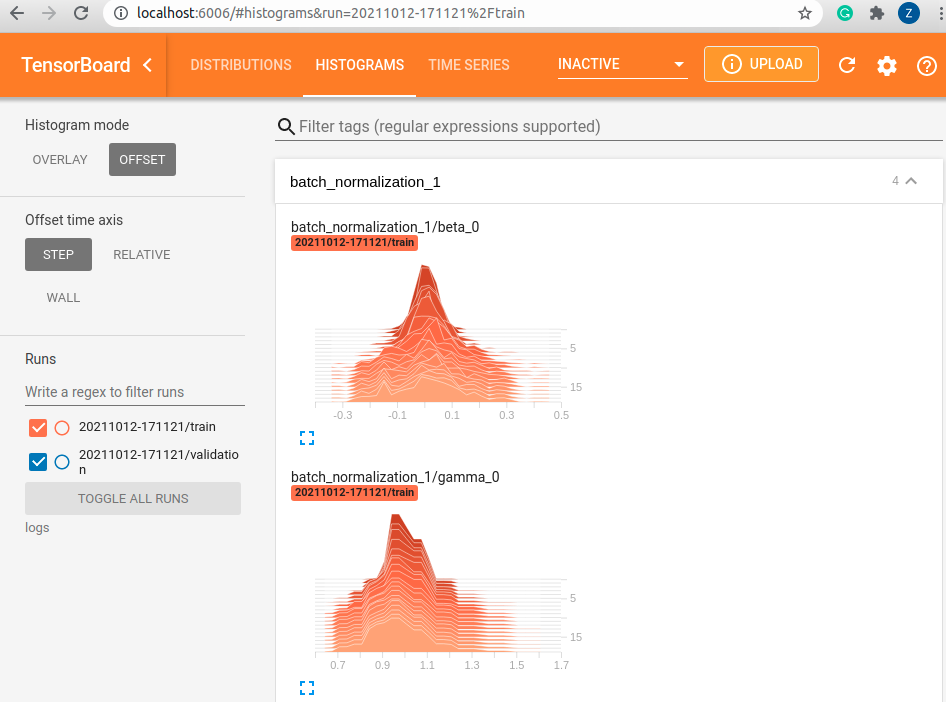 localhost:6006/#histograms&run=20211012-171121%2Ftrain
G
Z
TensorBoard
DISTRIBUTIONS
HISTOGRAMS
TIME SERIES
INACTIVE
UPLOAD
Histogram mode
OVERLAY
OFFSET
Offset time axis
STEP
RELATIVE
WALL
Runs
Write a regex to filter runs
20211012-171121/train
20211012-171121/validatio
n
TOGGLE ALL RUNS
logs
Filter tags (regular expressions supported)
batch_normalization_1
4
batch_normalization_1/beta_0
20211012-171121/train
5
15
-0.3 -0.1 0.1 0.3 0.5
batch_normalization_1/gamma_0
20211012-171121/train
5
15
0.7 0.9 1.1 1.3 1.5 1.7